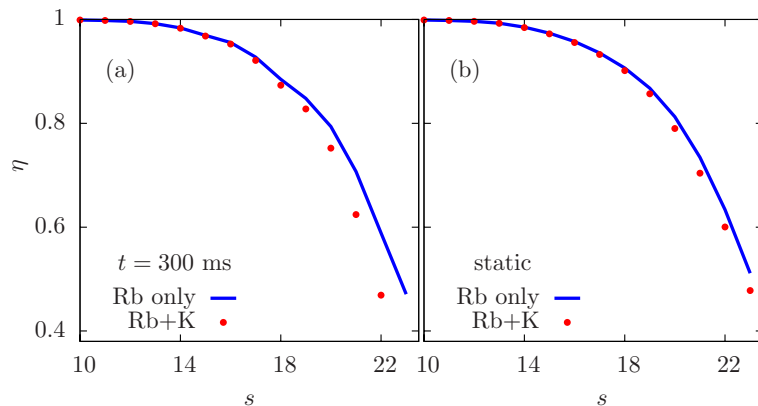 1
0.8
0.6
0.4
η
(a)
t = 300 ms
Rb only
Rb+K
10
14
18
22
s
(b)
static
Rb only
Rb+K
10
14
18
22
s